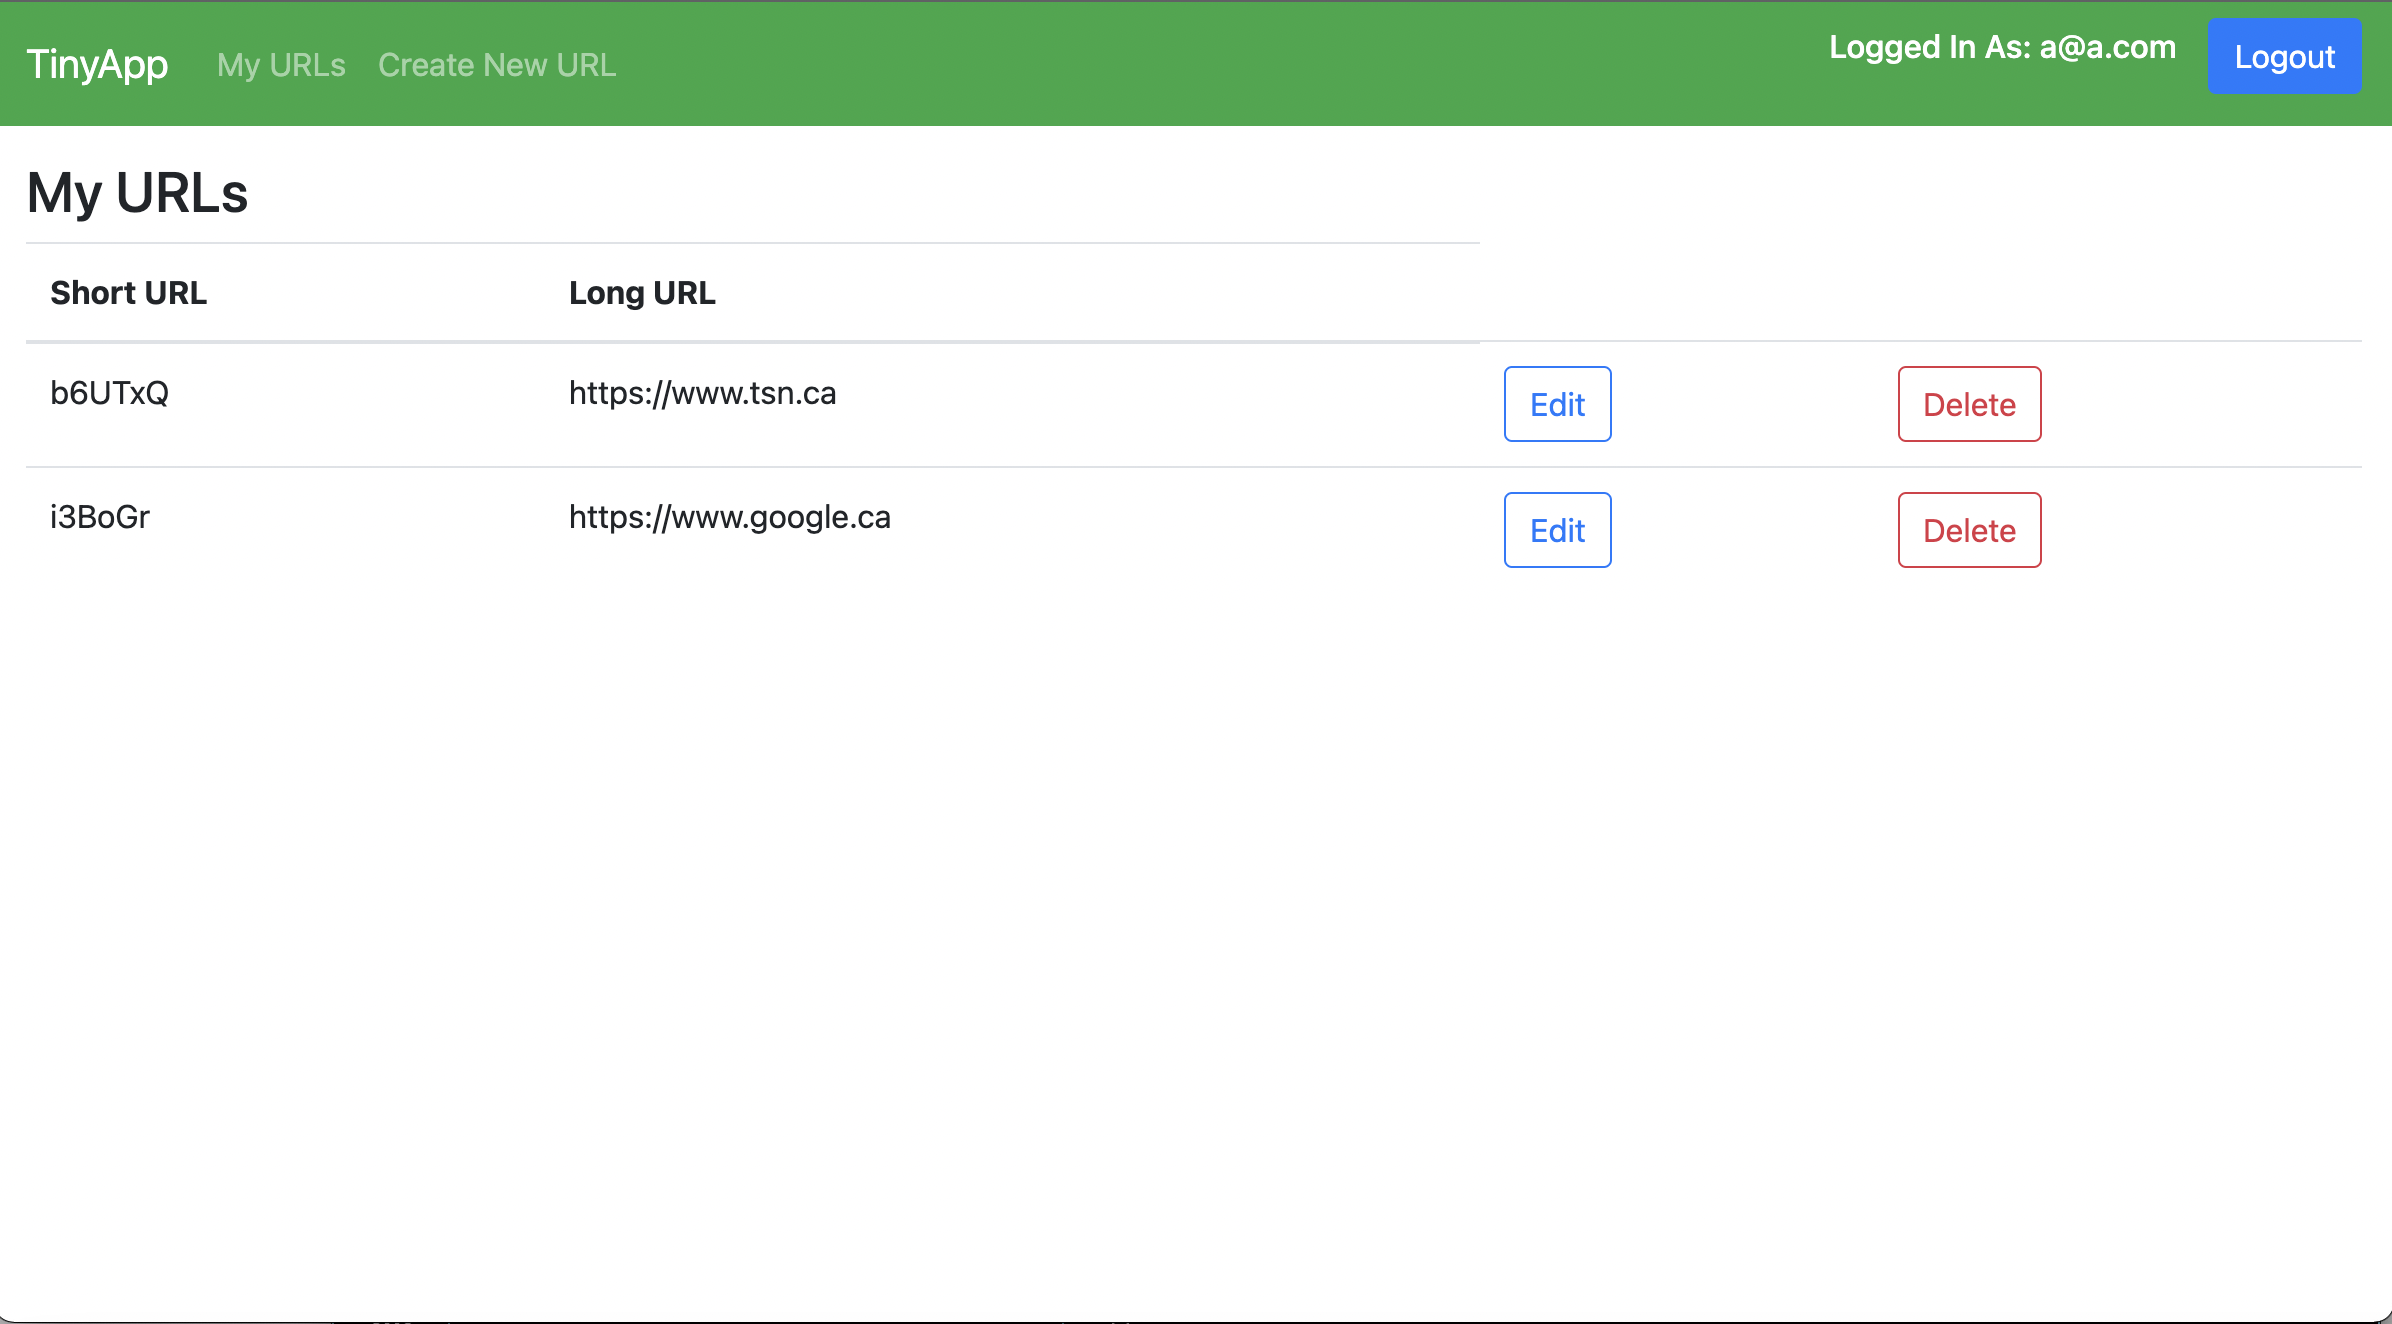 TinyApp My URLs Create New URL Logged In As: a@a.com Logout
My URLs
Short URL Long URL
b6UTxQ https://www.tsn.ca Edit Delete
i3BoGr https://www.google.ca Edit Delete